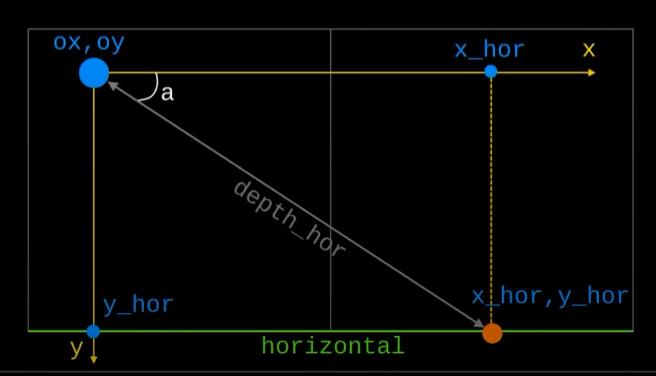 ox,oy
x_hor
x
a
depth_hor
y_hor
x_hor,y_hor
y
horizontal